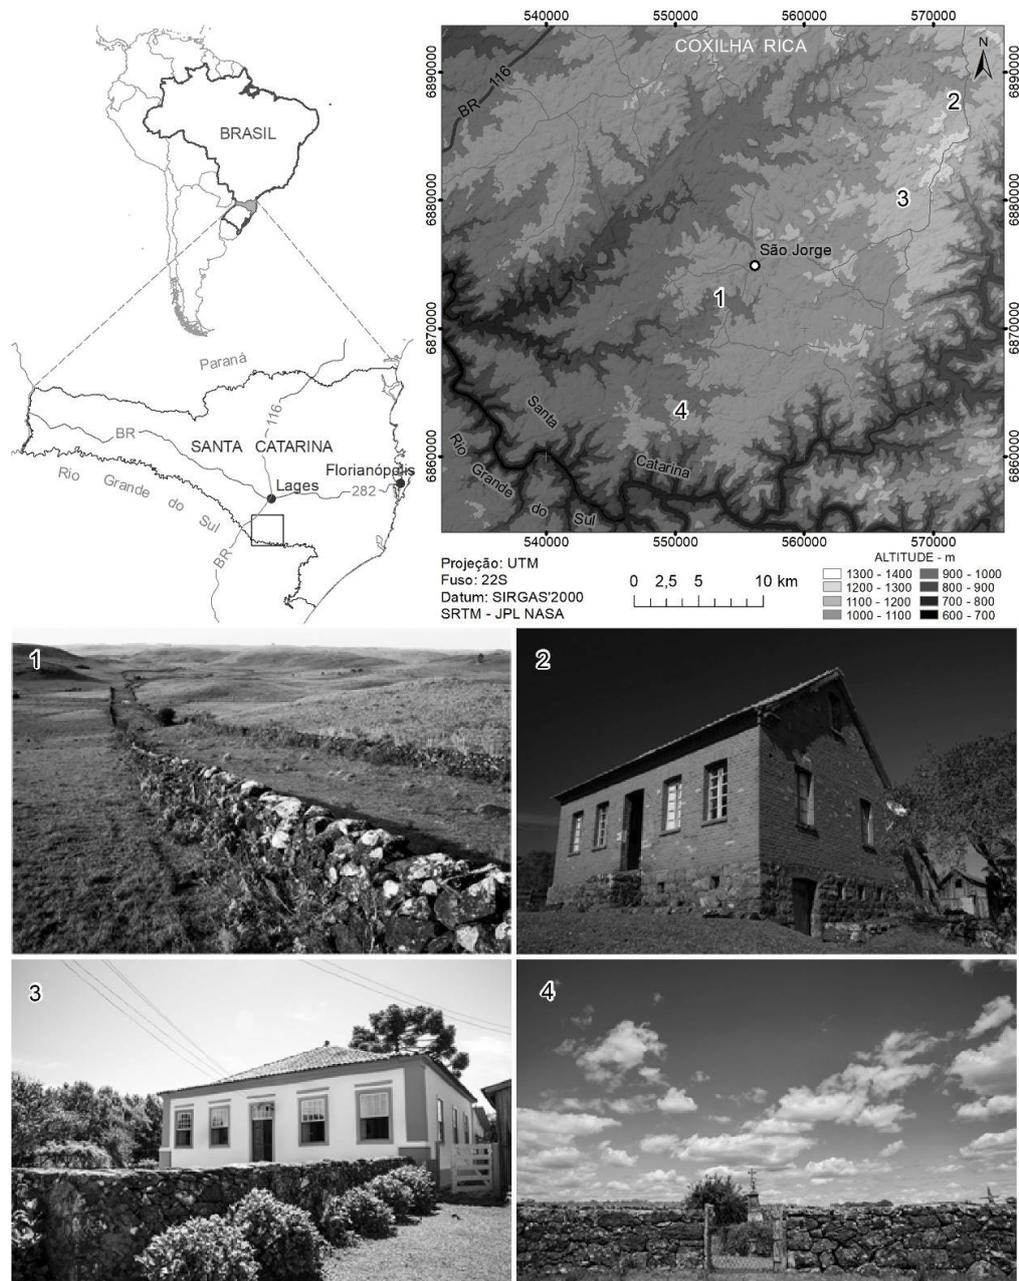 BRASIL
Paraná
116
BR
SANTA CATARINA
Florianópolis
Lages
282
Rio Grande do Sul
BR
540000 550000 560000 570000
COXILHA RICA
N
BR 116
2
3
São Jorge
1
4
Santa
Catarina
Rio Grande do Sul
6890000
6880000
6870000
6860000
6890000
6880000
6870000
6860000
540000 550000 560000 570000
Projeção: UTM
Fuso: 22S
Datum: SIRGAS'2000
SRTM - JPL NASA
0 2,5 5 10 km
ALTITUDE - m
1300 - 1400 900 - 1000
1200 - 1300 800 - 900
1100 - 1200 700 - 800
1000 - 1100 600 - 700
1
2
3
4